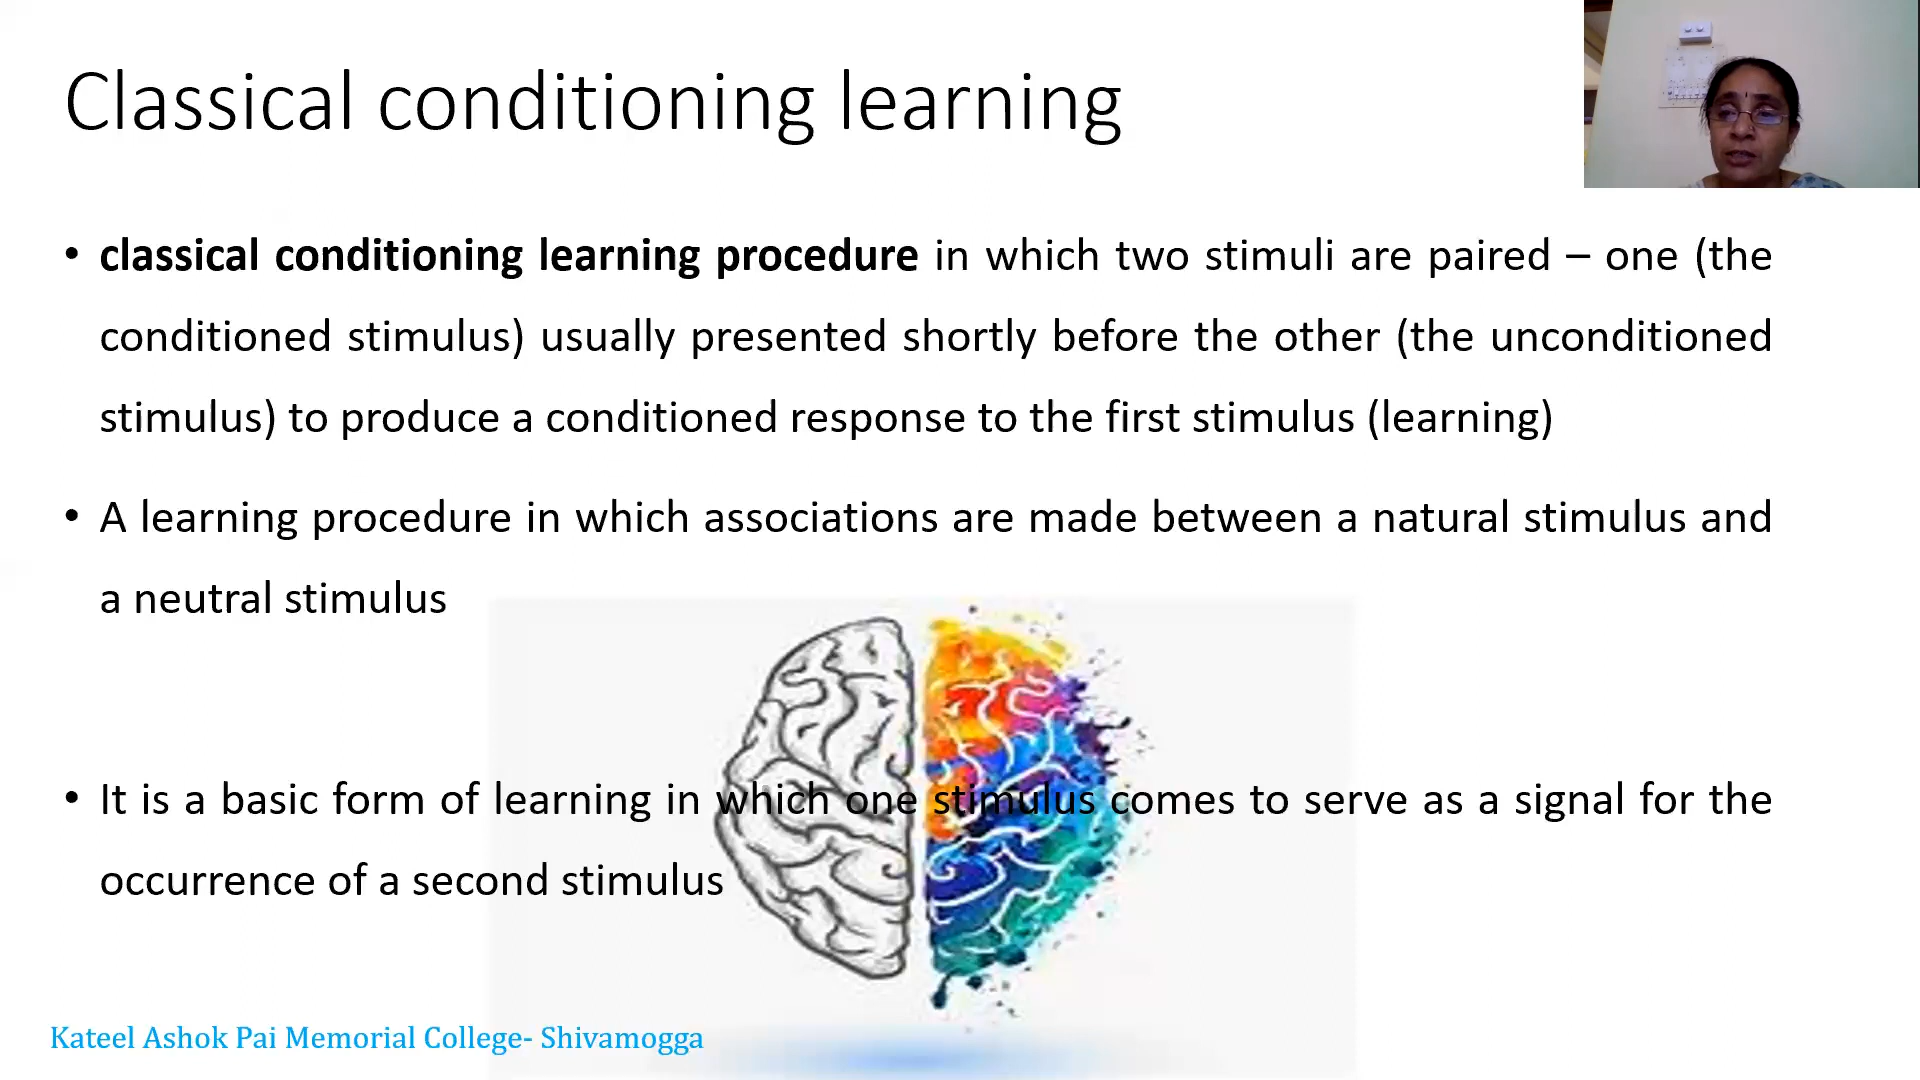 Classical conditioning learning
• classical conditioning learning procedure in which two stimuli are paired – one (the
conditioned stimulus) usually presented shortly before the other (the unconditioned
stimulus) to produce a conditioned response to the first stimulus (learning)
• A learning procedure in which associations are made between a natural stimulus and
a neutral stimulus
• It is a basic form of learning in which one stimulus comes to serve as a signal for the
occurrence of a second stimulus
Kateel Ashok Pai Memorial College- Shivamogga